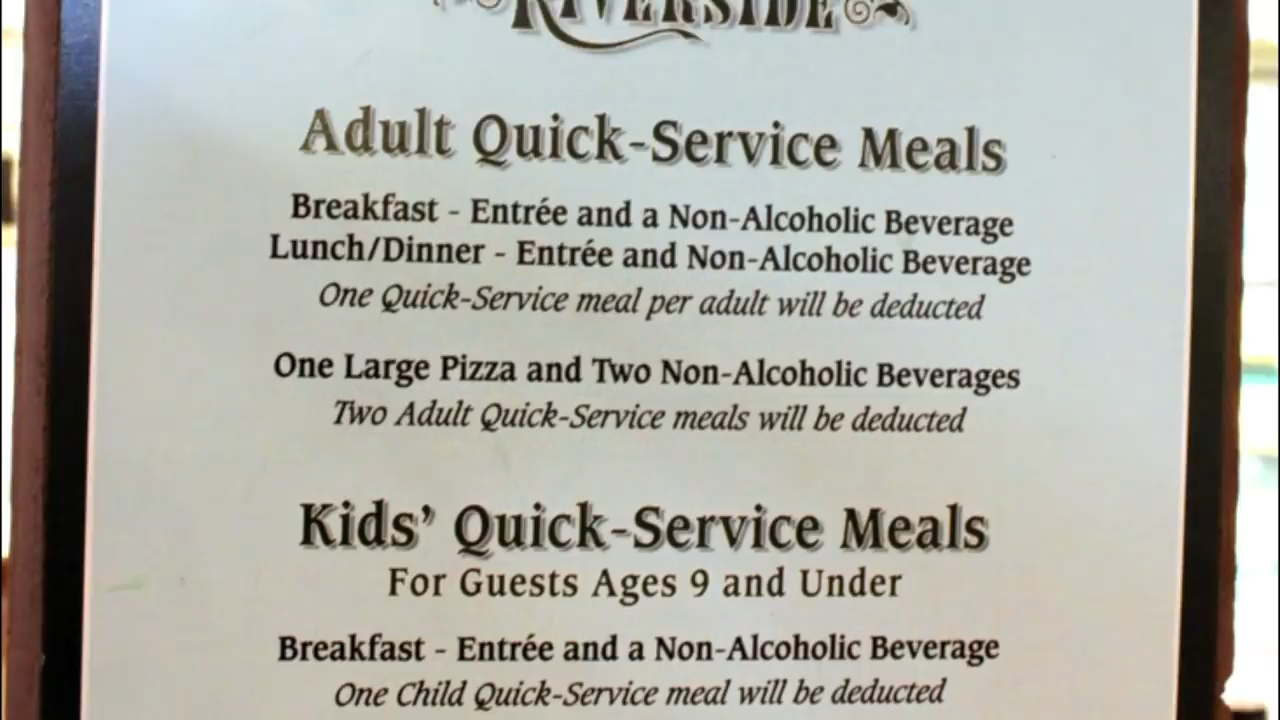 RIVERSIDE
Adult Quick-Service Meals
Breakfast - Entrée and a Non-Alcoholic Beverage
Lunch/Dinner - Entrée and Non-Alcoholic Beverage
One Quick-Service meal per adult will be deducted
One Large Pizza and Two Non-Alcoholic Beverages
Two Adult Quick-Service meals will be deducted
Kids’ Quick-Service Meals
For Guests Ages 9 and Under
Breakfast - Entrée and a Non-Alcoholic Beverage
One Child Quick-Service meal will be deducted